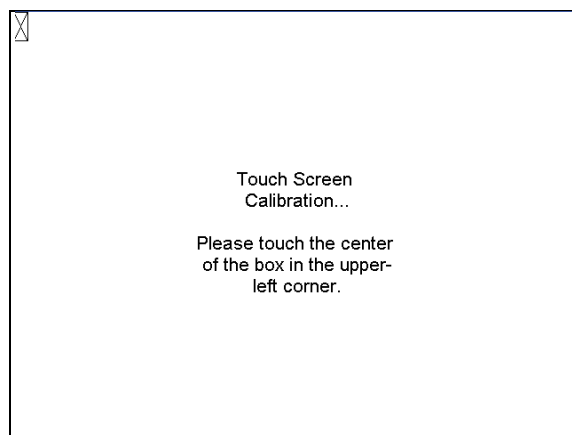 Touch Screen
Calibration...
Please touch the center
of the box in the upper-
left corner.